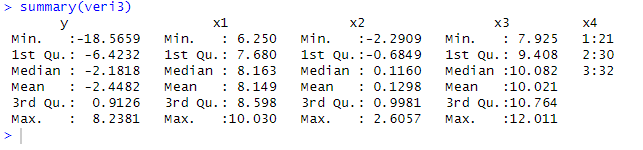 > summary(veri3)
y x1 x2 x3 x4
Min. :-18.5659 Min. : 6.250 Min. :-2.2909 Min. : 7.925 1:21
1st Qu.: -6.4232 1st Qu.: 7.680 1st Qu.:-0.6849 1st Qu.: 9.408 2:30
Median : -2.1818 Median : 8.163 Median : 0.1160 Median :10.082 3:32
Mean : -2.4482 Mean : 8.149 Mean : 0.1298 Mean :10.021
3rd Qu.: 0.9126 3rd Qu.: 8.598 3rd Qu.: 0.9981 3rd Qu.:10.764
Max. : 8.2381 Max. :10.030 Max. : 2.6057 Max. :12.011
>